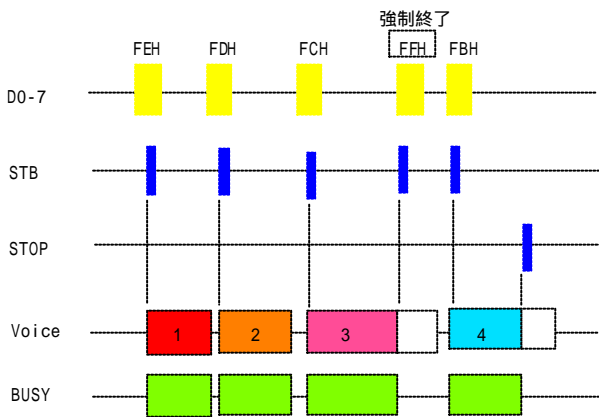 強制終了
FEH FDH FCH FFH FBH
D0-7
STB
STOP
Voice 1 2 3 4
BUSY